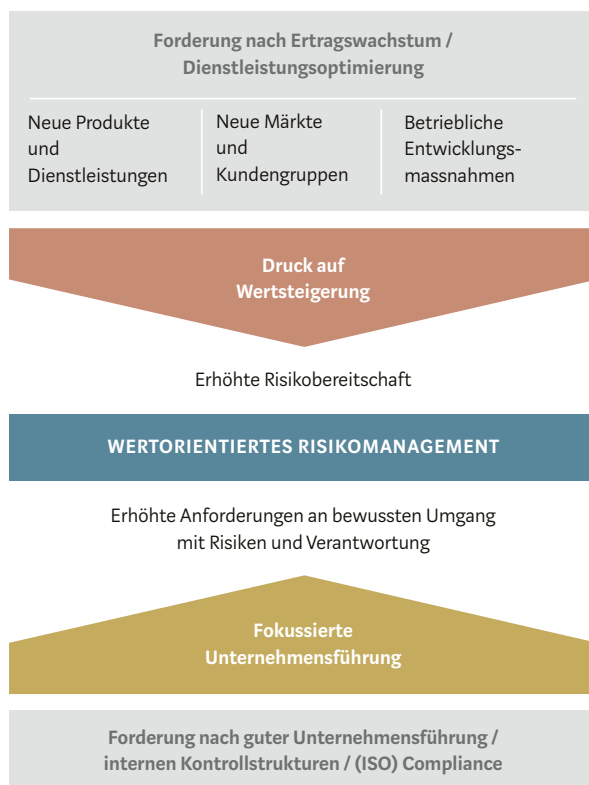 Forderung nach Ertragswachstum /
Dienstleistungsoptimierung
Neue Produkte
und
Dienstleistungen
Neue Märkte
und
Kundengruppen
Betriebliche
Entwicklungs-
massnahmen
Druck auf
Wertsteigerung
Erhöhte Risikobereitschaft
WERTORIENTIERTES RISIKOMANAGEMENT
Erhöhte Anforderungen an bewussten Umgang
mit Risiken und Verantwortung
Fokussierte
Unternehmensführung
Forderung nach guter Unternehmensführung /
internen Kontrollstrukturen / (ISO) Compliance